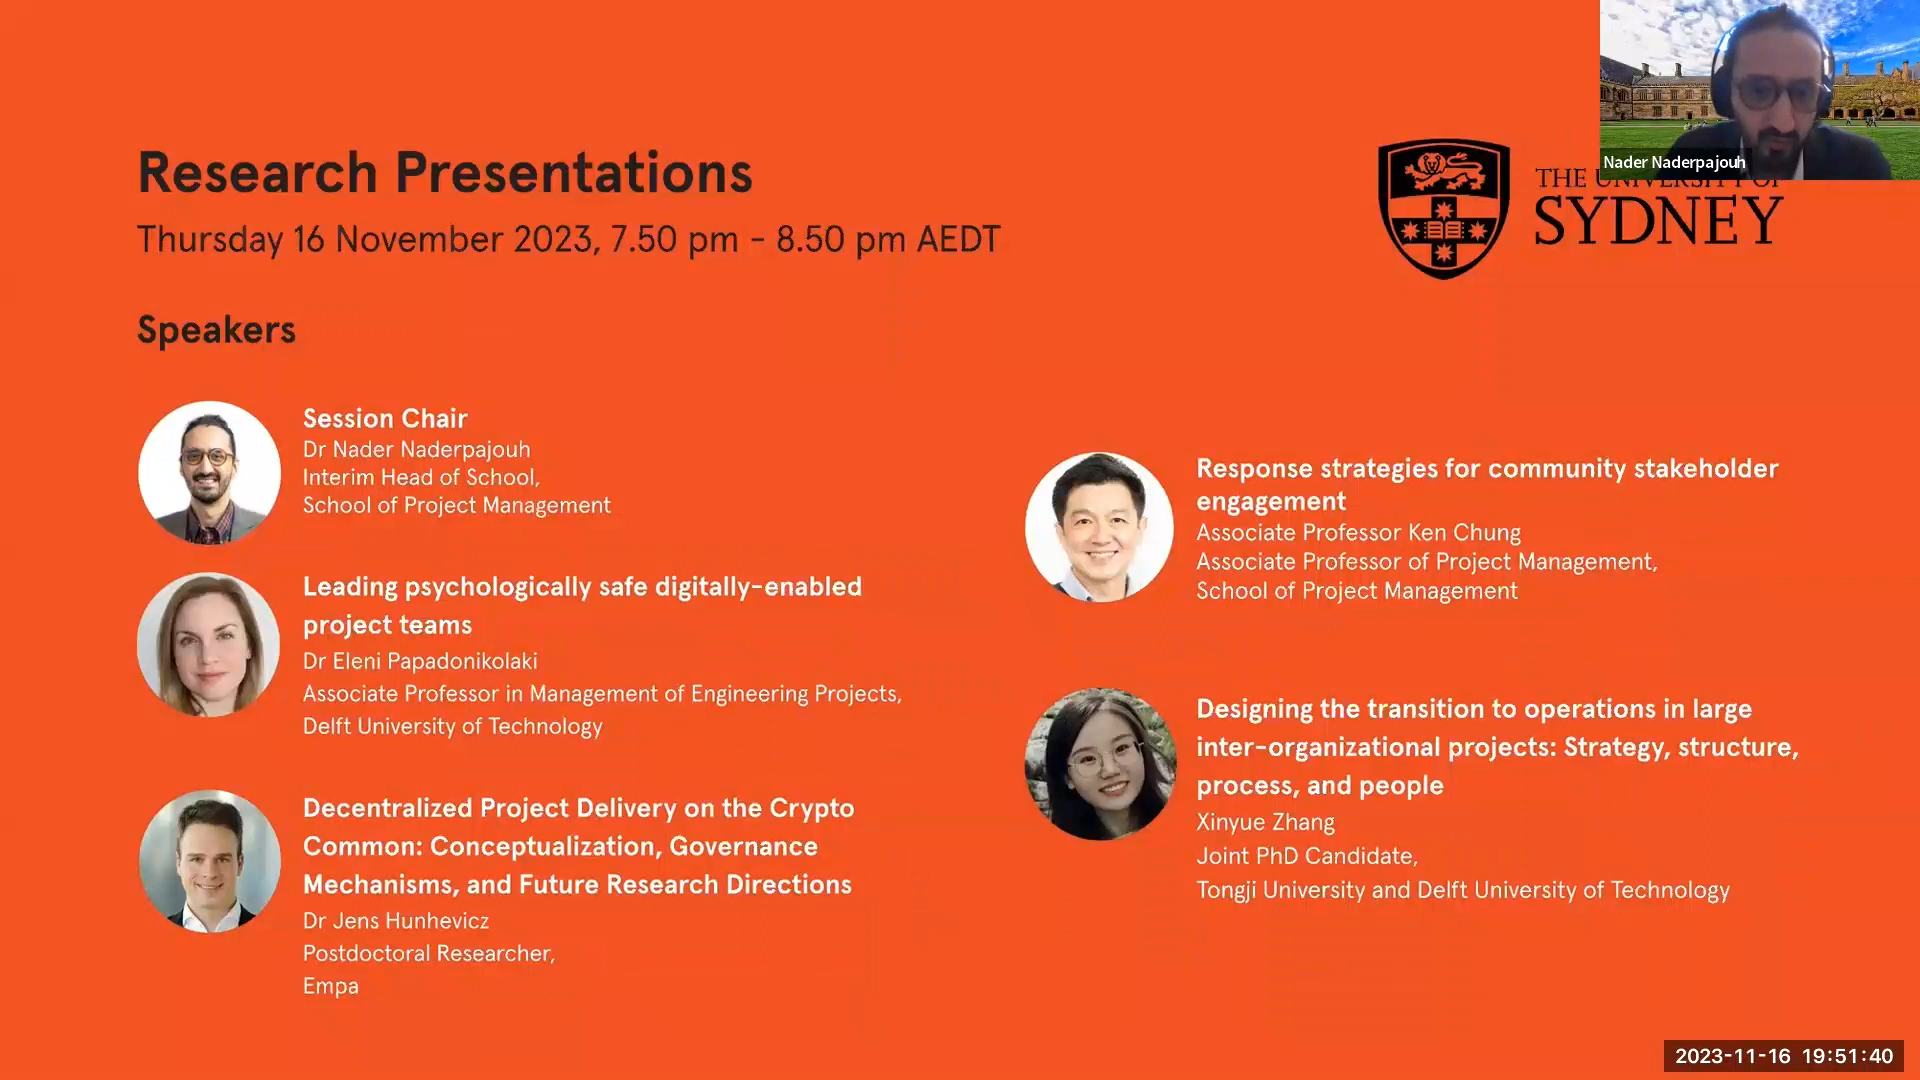 Research Presentations
Thursday 16 November 2023, 7.50 pm - 8.50 pm AEDT
Speakers
Session Chair
Dr Nader Naderpajouh
Interim Head of School,
School of Project Management
Leading psychologically safe digitally-enabled
project teams
Dr Eleni Papadonikolaki
Associate Professor in Management of Engineering Projects,
Delft University of Technology
Decentralized Project Delivery on the Crypto
Common: Conceptualization, Governance
Mechanisms, and Future Research Directions
Dr Jens Hunhevicz
Postdoctoral Researcher,
Empa
Nader Naderpajouh
THE UNIVERSITY OF
SYDNEY
Response strategies for community stakeholder
engagement
Associate Professor Ken Chung
Associate Professor of Project Management,
School of Project Management
Designing the transition to operations in large
inter-organizational projects: Strategy, structure,
process, and people
Xinyue Zhang
Joint PhD Candidate,
Tongji University and Delft University of Technology
2023-11-16 19:51:40